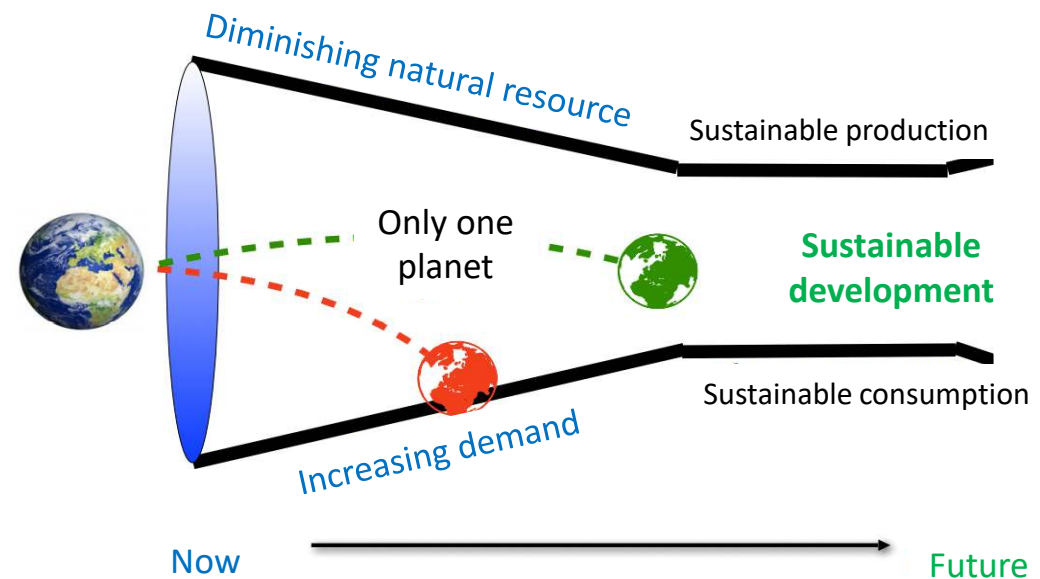 Diminishing natural resource
Sustainable production
Only one
planet
Sustainable
development
Sustainable consumption
Increasing demand
Now
Future